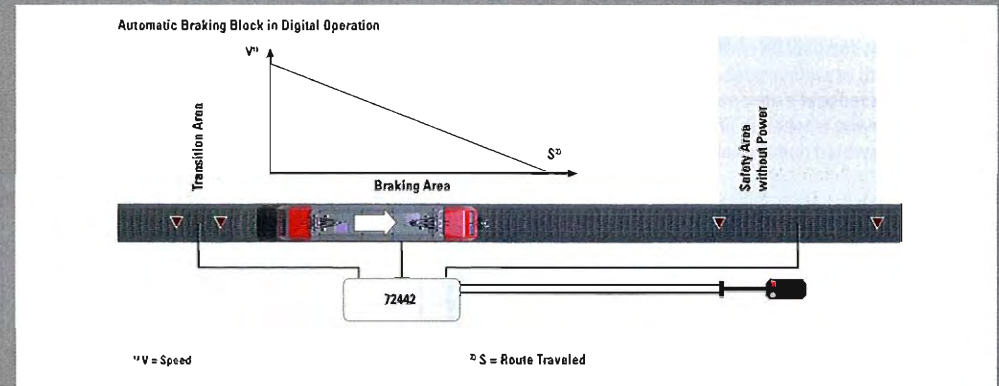 Automatic Braking Block in Digital Operation
V¹⁾
Transition Area
S²⁾
Braking Area
Safety Area
without Power
72442
¹⁾ V = Speed
²⁾ S = Route Traveled